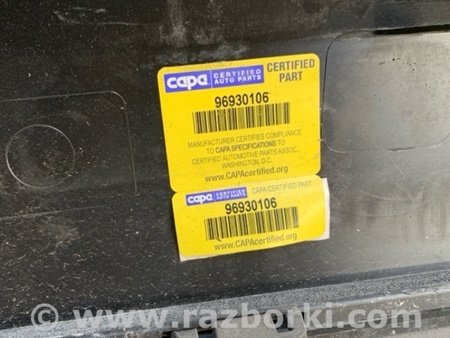 capa CERTIFIED AUTO PARTS CERTIFIED PART
96930106
MANUFACTURER CERTIFIES COMPLIANCE
TO CAPA SPECIFICATIONS TO
CERTIFIED AUTOMOTIVE PARTS ASSOC.,
WASHINGTON, D.C.
www.CAPAcertified.org
capa CERTIFIED AUTO PARTS CAPA CERTIFIED PART
96930106
www.CAPAcertified.org
www.razborki.com